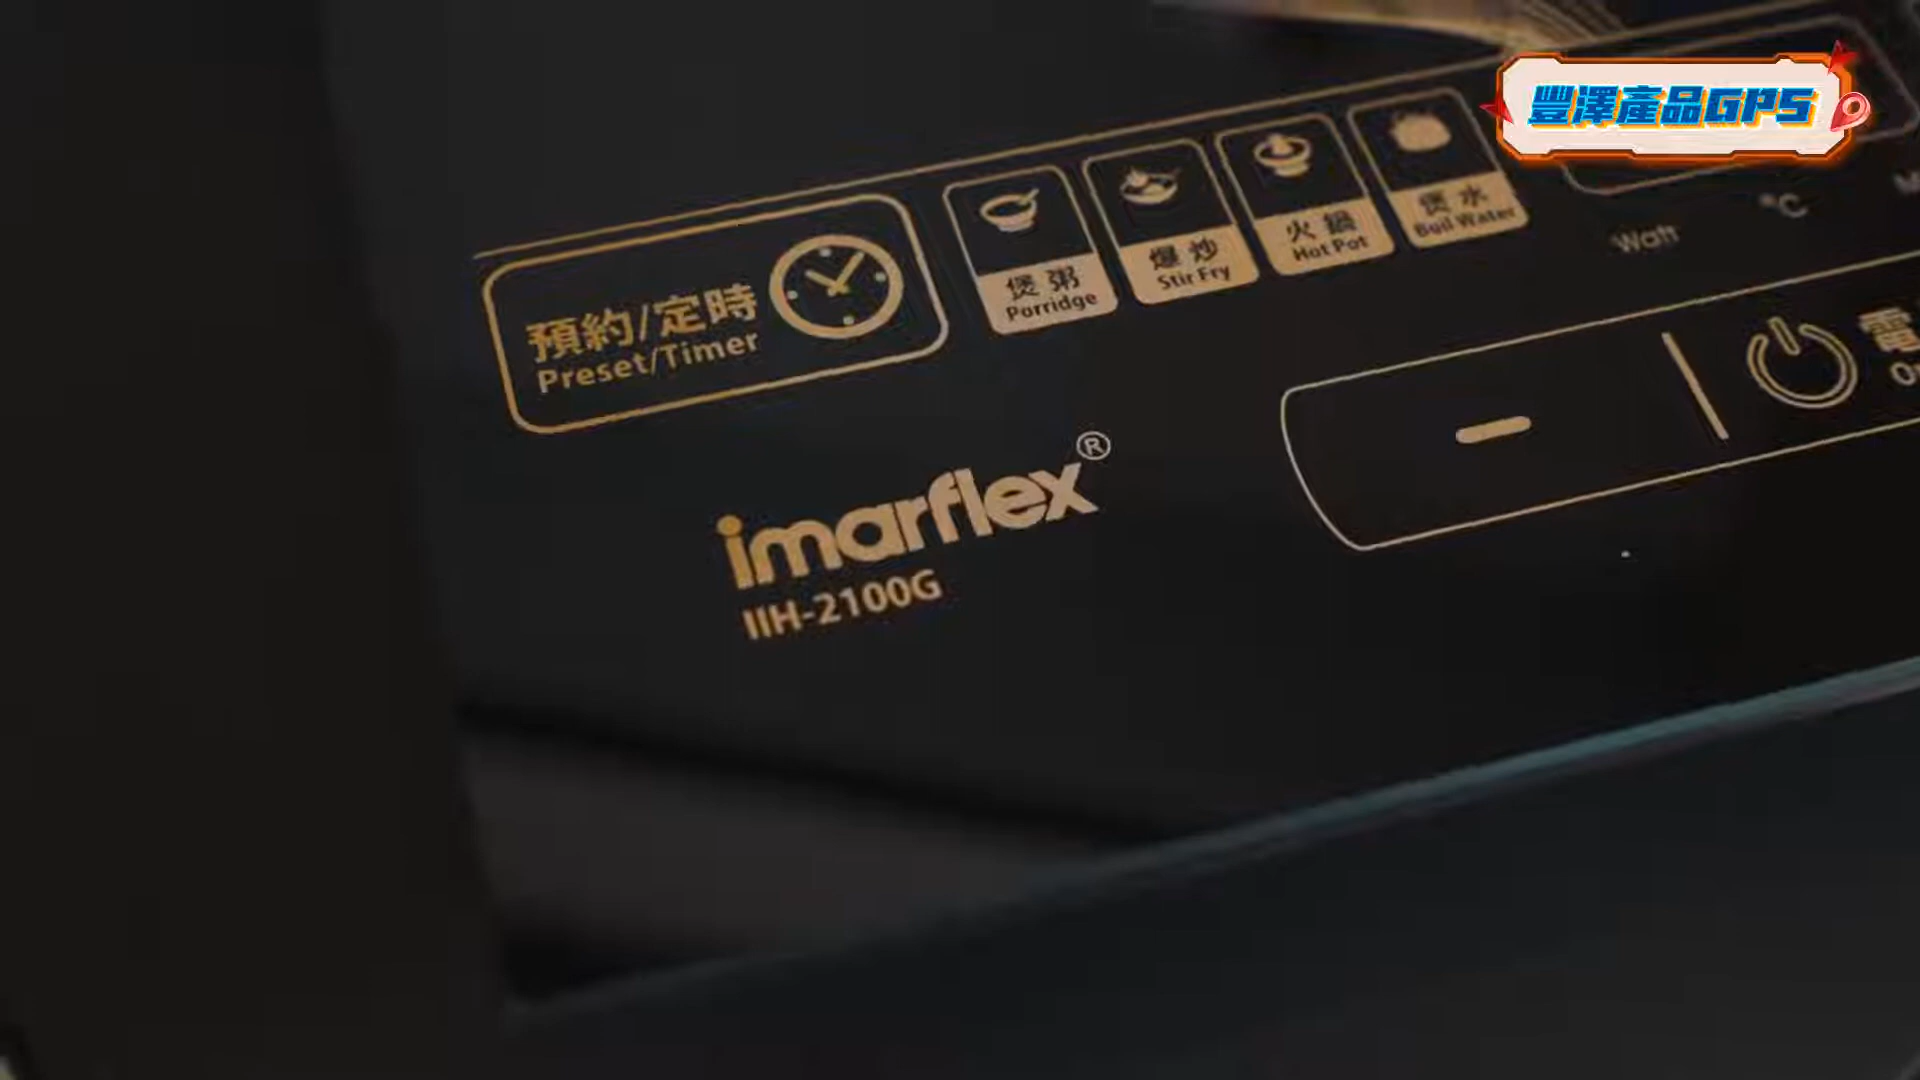 豐澤產品GPS
預約/定時
Preset/Timer
煲粥
Porridge
爆炒
Stir Fry
火鍋
Hot Pot
煲水
Boil Water
Watt
°C
電
imarflex®
IIH-2100G